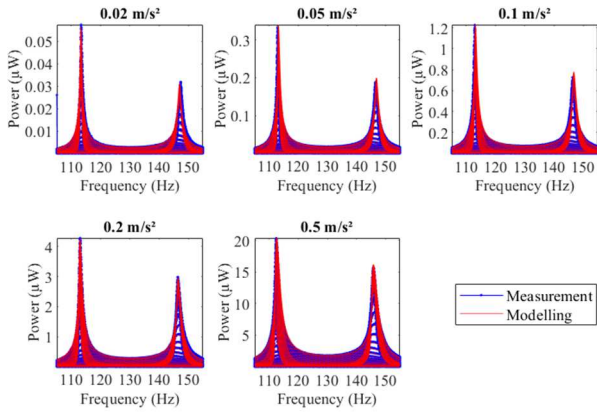 0.02 m/s²
0.05 m/s²
0.1 m/s²
Power (μW)
0.05
0.04
0.03
0.02
0.01
110 120 130 140 150
Frequency (Hz)
Power (μW)
0.3
0.2
0.1
110 120 130 140 150
Frequency (Hz)
Power (μW)
1.2
1
0.8
0.6
0.4
0.2
110 120 130 140 150
Frequency (Hz)
0.2 m/s²
0.5 m/s²
Power (μW)
4
3
2
1
110 120 130 140 150
Frequency (Hz)
Power (μW)
20
15
10
5
110 120 130 140 150
Frequency (Hz)
Measurement
Modelling